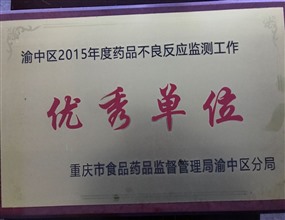 渝中区2015年度药品不良反应监测工作
优秀单位
重庆市食品药品监督管理局渝中区分局